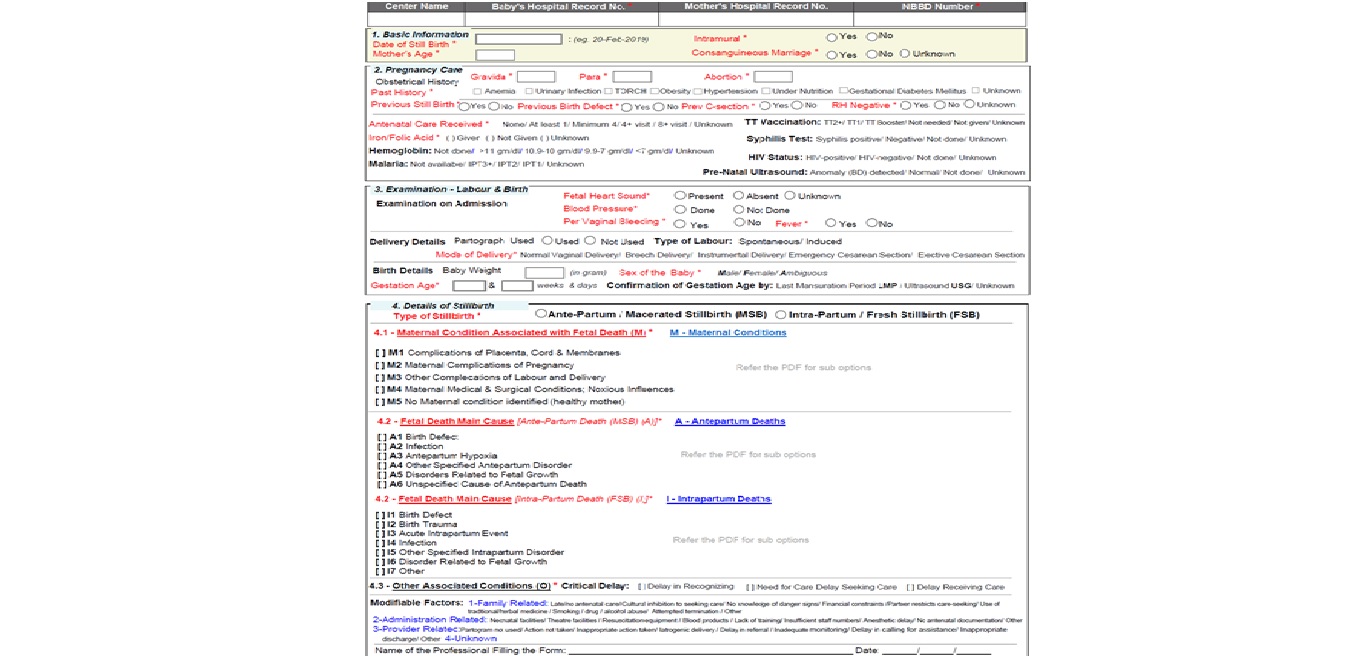 Center Name Baby's Hospital Record No. * Mother's Hospital Record No. NBBD Number *
1. Basic Information
Date of Still Birth * : (eg. 20-Feb-2019) Intramural * Yes No
Mother's Age * Consanguineous Marriage * Yes No Unknown
2. Pregnancy Care
Obstetrical History Gravida * Para * Abortion *
Past History * Anemia Urinary Infection TORCH Obesity Hypertension Under Nutrition Gestational Diabetes Mellitus Unknown
Previous Still Birth * Yes No Previous Birth Defect * Yes No Prev C-section * Yes No RH Negative * Yes No Unknown
Antenatal Care Received * None/ At least 1/ Minimum 4/ 4+ visit / 8+ visit / Unknown TT Vaccination: TT2+/ TT1/ TT Booster/ Not needed/ Not given/ Unknown
Iron/Folic Acid * ( ) Given ( ) Not Given ( ) Unknown Syphillis Test: Syphilis positive/ Negative/ Not done/ Unknown
Hemoglobin: Not done/ >11 gm/dl/ 10.9-10 gm/dl/ 9.9-7 gm/dl/ <7 gm/dl/ Unknown HIV Status: HIV-positive/ HIV-negative/ Not done/ Unknown
Malaria: Not available/ IPT3+/ IPT2/ IPT1/ Unknown
Pre-Natal Ultrasound: Anomaly (BD) detected/ Normal/ Not done/ Unknown
3. Examination - Labour & Birth
Examination on Admission Fetal Heart Sound* Present Absent Unknown
Blood Pressure* Done Not Done
Per Vaginal Bleeding * Yes No Fever * Yes No
Delivery Details Partograph Used Used Not Used Type of Labour: Spontaneous/ Induced
Mode of Delivery* Normal Vaginal Delivery/ Breech Delivery/ Instrumental Delivery/ Emergency Cesarean Section/ Elective Cesarean Section
Birth Details Baby Weight (in gram) Sex of the Baby * Male/ Female/ Ambiguous
Gestation Age* & weeks & days Confirmation of Gestation Age by: Last Mansuration Period LMP / Ultrasound USG/ Unknown
4. Details of Stillbirth
Type of Stillbirth * Ante-Partum / Macerated Stillbirth (MSB) Intra-Partum / Fresh Stillbirth (FSB)
4.1 - Maternal Condition Associated with Fetal Death (M) * M - Maternal Conditions
[ ] M1 Complications of Placenta, Cord & Membranes
[ ] M2 Maternal Complications of Pregnancy
Refer the PDF for sub options
[ ] M3 Other Complecations of Labour and Delivery
[ ] M4 Maternal Medical & Surgical Conditions; Noxious Influences
[ ] M5 No Maternal condition identified (healthy mother)
4.2 - Fetal Death Main Cause [Ante-Partum Death (MSB) (A)]* A - Antepartum Deaths
[ ] A1 Birth Defect
[ ] A2 Infection
[ ] A3 Antepartum Hypoxia Refer the PDF for sub options
[ ] A4 Other Specified Antepartum Disorder
[ ] A5 Disorders Related to Fetal Growth
[ ] A6 Unspecified Cause of Antepartum Death
4.2 - Fetal Death Main Cause [Intra-Partum Death (FSB) (I)]* I - Intrapartum Deaths
[ ] I1 Birth Defect
[ ] I2 Birth Trauma
[ ] I3 Acute Intrapartum Event
[ ] I4 Infection Refer the PDF for sub options
[ ] I5 Other Specified Intrapartum Disorder
[ ] I6 Disorder Related to Fetal Growth
[ ] I7 Other
4.3 - Other Associated Conditions (O) * Critical Delay: [ ] Delay in Recognizing [ ] Need for Care Delay Seeking Care [ ] Delay Receiving Care
Modifiable Factors: 1-Family Related: Late/no antenatal care/ Cultural inhibition to seeking care/ No knowledge of danger signs/ Financial constraints /Partner restricts care-seeking/ Use of
traditional/herbal medicine / Smoking / drug / alcohol abuse/ Attempted termination / Other
2-Administration Related: Neonatal facilities/ Theatre facilities / Resuscitation equipment / Blood products / Lack of training/ Insufficient staff numbers/ Anesthetic delay/ No antenatal documentation/ Other
3-Provider Related: Partogram no used/ Action not taken/ Inappropriate action taken/ Iatrogenic delivery / Delay in referral / Inadequate monitoring/ Delay in calling for assistance/ Inappropriate
discharge/ Other 4-Unknown
Name of the Professional Filling the Form: Date: / /